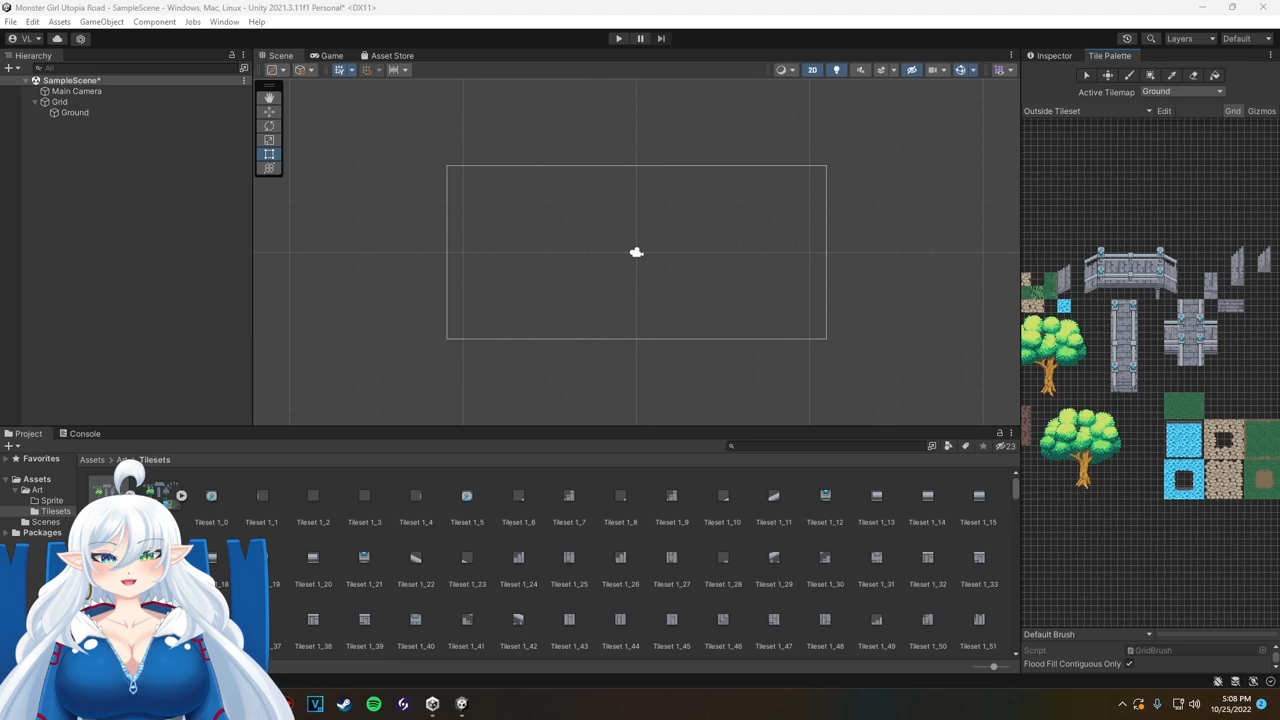 Monster Girl Utopia Road - SampleScene - Windows, Mac, Linux - Unity 2021.3.11f1 Personal* <DX11>
File Edit Assets GameObject Component Jobs Window Help
VL Layers Default
Hierarchy Scene Game Asset Store Inspector Tile Palette
All
2D
SampleScene*
Main Camera
Grid
Ground
Active Tilemap Ground
Outside Tileset Edit Grid Gizmos
Project Console
23
Favorites
Assets
Art
Sprite
Tilesets
Scenes
Packages
Assets > Tilesets
Tileset 1_0 Tileset 1_1 Tileset 1_2 Tileset 1_3 Tileset 1_4 Tileset 1_5 Tileset 1_6 Tileset 1_7 Tileset 1_8 Tileset 1_9 Tileset 1_10 Tileset 1_11 Tileset 1_12 Tileset 1_13 Tileset 1_14 Tileset 1_15
_18 _19 Tileset 1_20 Tileset 1_21 Tileset 1_22 Tileset 1_23 Tileset 1_24 Tileset 1_25 Tileset 1_26 Tileset 1_27 Tileset 1_28 Tileset 1_29 Tileset 1_30 Tileset 1_31 Tileset 1_32 Tileset 1_33
_37 Tileset 1_38 Tileset 1_39 Tileset 1_40 Tileset 1_41 Tileset 1_42 Tileset 1_43 Tileset 1_44 Tileset 1_45 Tileset 1_46 Tileset 1_47 Tileset 1_48 Tileset 1_49 Tileset 1_50 Tileset 1_51
Default Brush
Script GridBrush
Flood Fill Contiguous Only
5:08 PM
10/25/2022
2